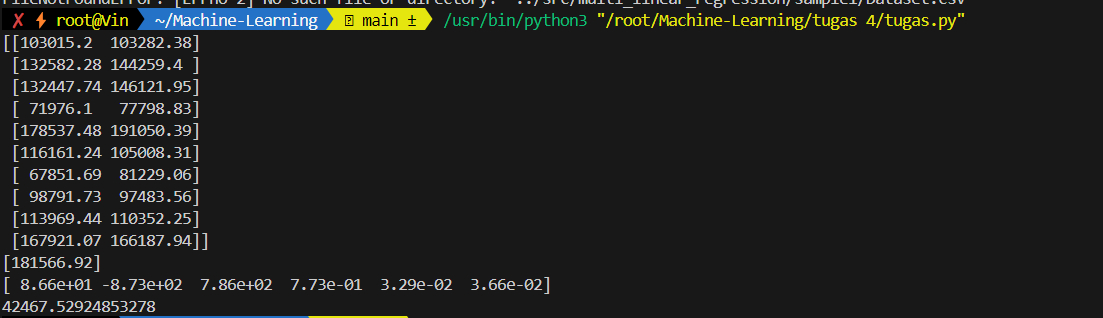 FileNotFoundError: [Errno 2] No such file or directory: '../src/multi_linear_regression/sample1/Dataset.csv'
✗ ⚡ root@Vin ~/Machine-Learning main ± /usr/bin/python3 "/root/Machine-Learning/tugas 4/tugas.py"
[[103015.2  103282.38]
 [132582.28 144259.4 ]
 [132447.74 146121.95]
 [ 71976.1   77798.83]
 [178537.48 191050.39]
 [116161.24 105008.31]
 [ 67851.69  81229.06]
 [ 98791.73  97483.56]
 [113969.44 110352.25]
 [167921.07 166187.94]]
[181566.92]
[ 8.66e+01 -8.73e+02  7.86e+02  7.73e-01  3.29e-02  3.66e-02]
42467.52924853278